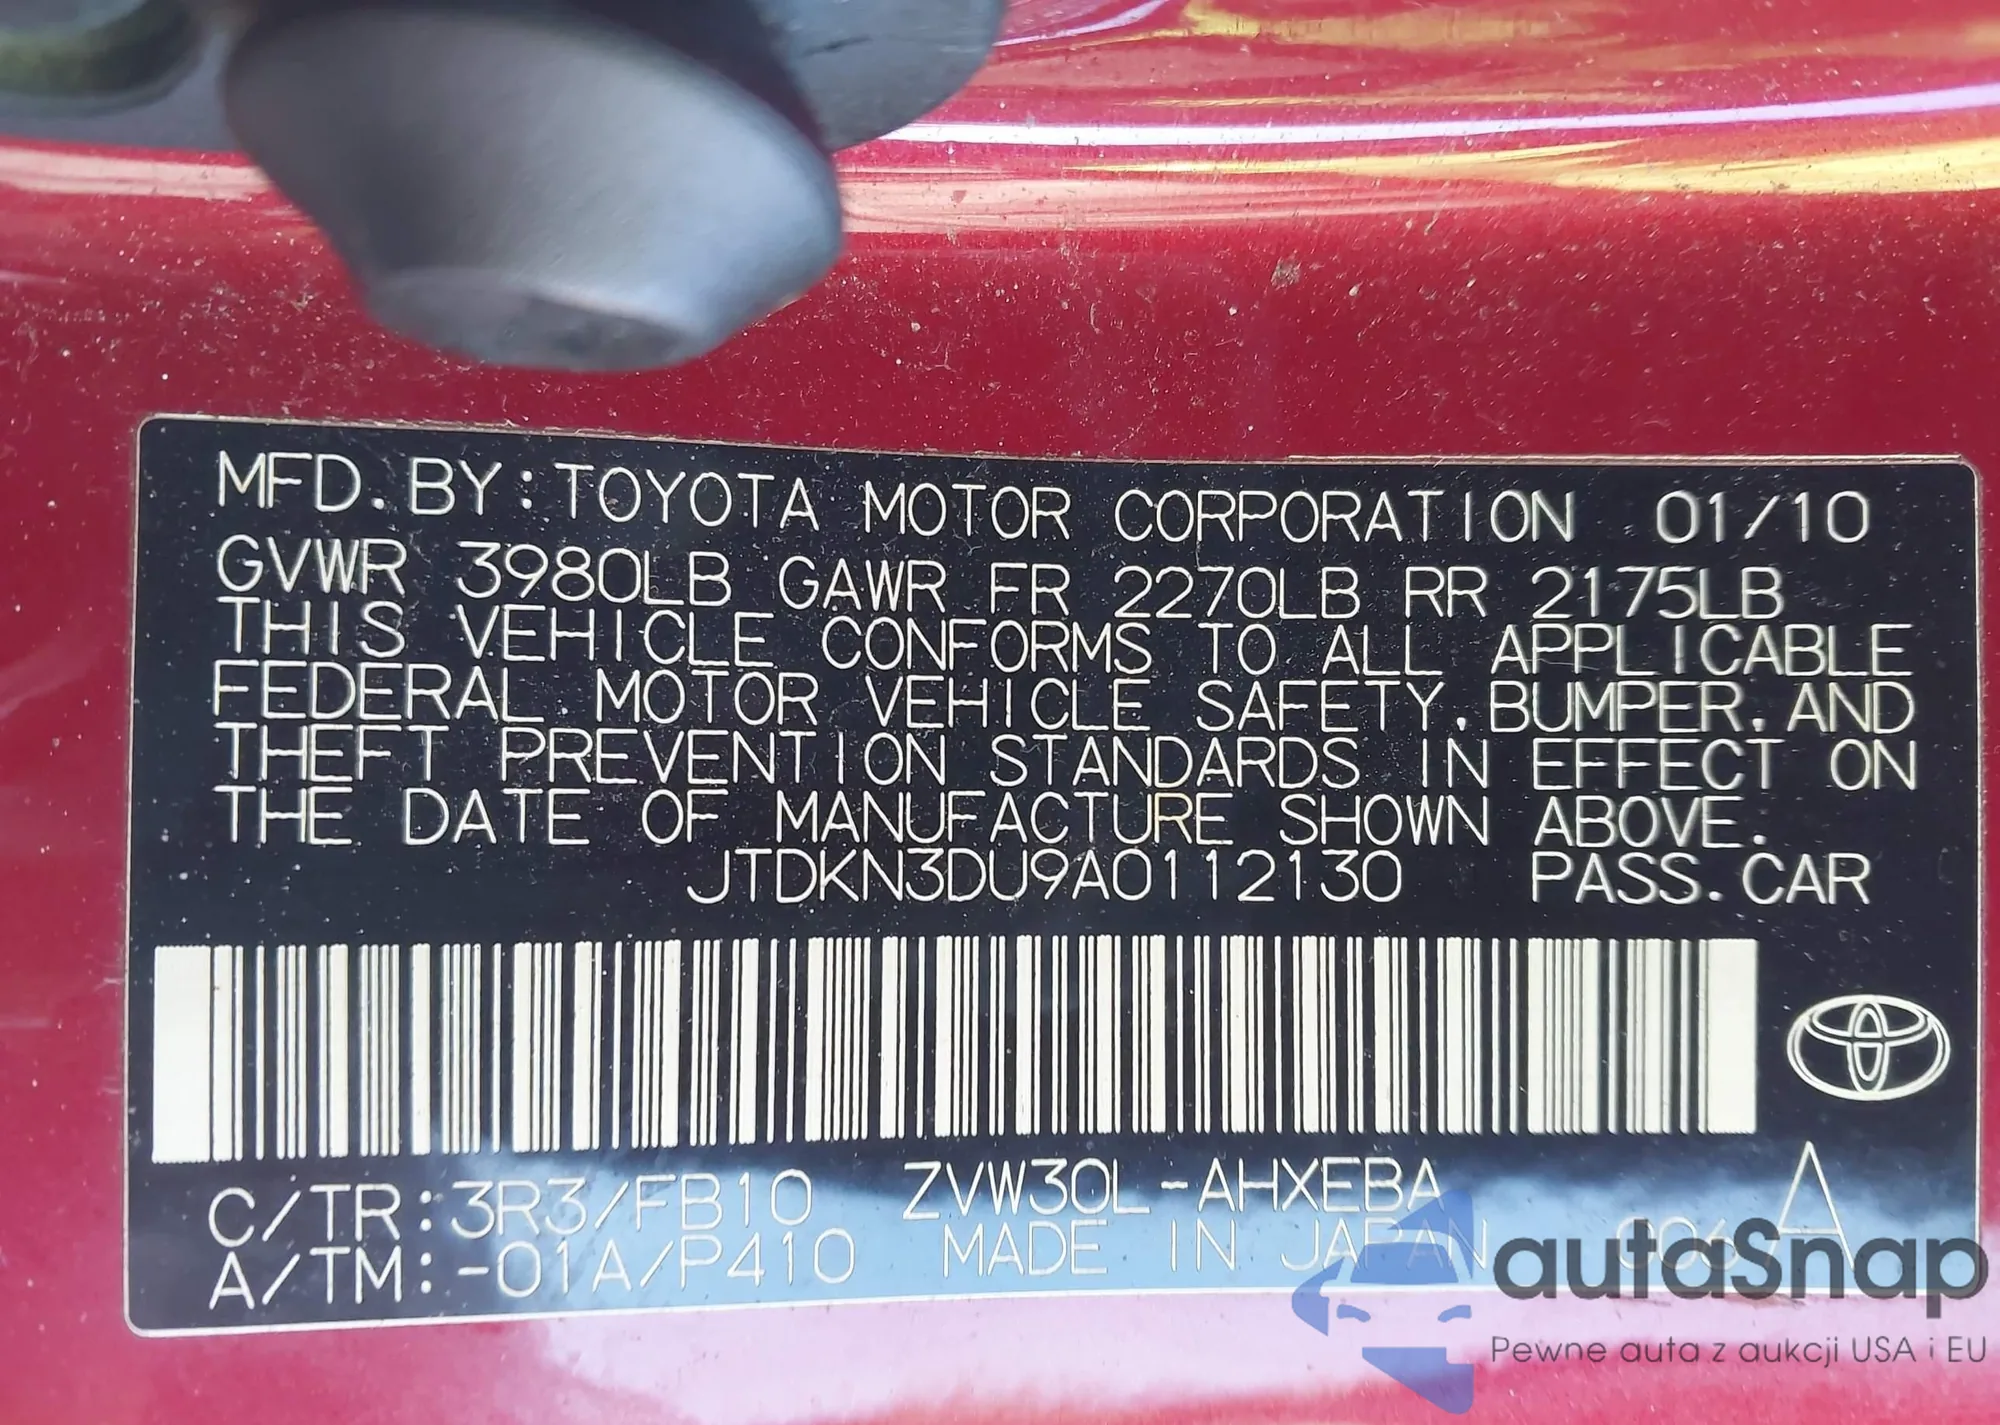 MFD. BY: TOYOTA MOTOR CORPORATION 01/10
GVWR 3980LB GAWR FR 2270LB RR 2175LB
THIS VEHICLE CONFORMS TO ALL APPLICABLE
FEDERAL MOTOR VEHICLE SAFETY, BUMPER, AND
THEFT PREVENTION STANDARDS IN EFFECT ON
THE DATE OF MANUFACTURE SHOWN ABOVE.
JTDKN3DU9A0112130 PASS. CAR
C/TR: 3R3/FB10 ZVW30L-AHXEBA A
A/TM: -01A/P410 MADE IN JAPAN
autoSnap
Pewne auta z aukcji USA i EU